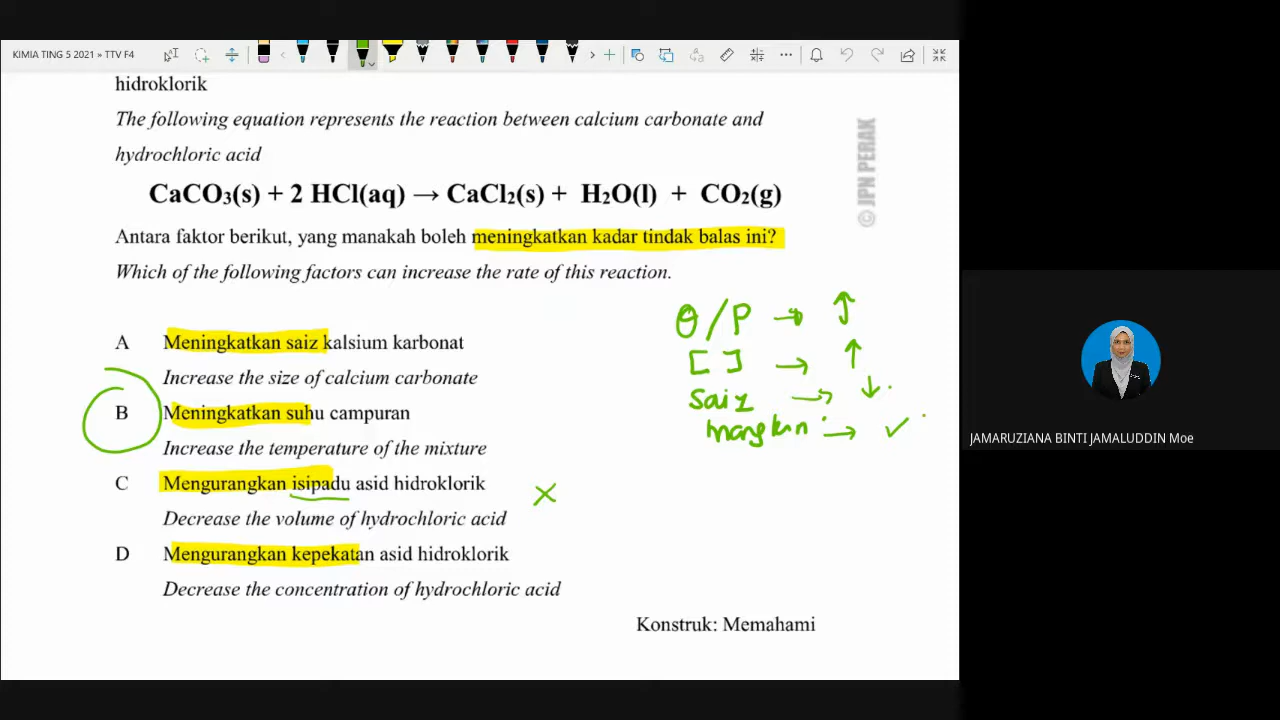 KIMIA TING 5 2021 » TTV F4
hidroklorik
The following equation represents the reaction between calcium carbonate and
hydrochloric acid
CaCO3(s) + 2 HCl(aq) → CaCl2(s) + H2O(l) + CO2(g)
Antara faktor berikut, yang manakah boleh meningkatkan kadar tindak balas ini?
Which of the following factors can increase the rate of this reaction.
A Meningkatkan saiz kalsium karbonat
Increase the size of calcium carbonate
B Meningkatkan suhu campuran
Increase the temperature of the mixture
C Mengurangkan isipadu asid hidroklorik
Decrease the volume of hydrochloric acid
D Mengurangkan kepekatan asid hidroklorik
Decrease the concentration of hydrochloric acid
Konstruk: Memahami
θ/P → ↑
[ ] → ↑
saiz → ↓
mangkin → ✓
© JPN PERAK
JAMARUZIANA BINTI JAMALUDDIN Moe